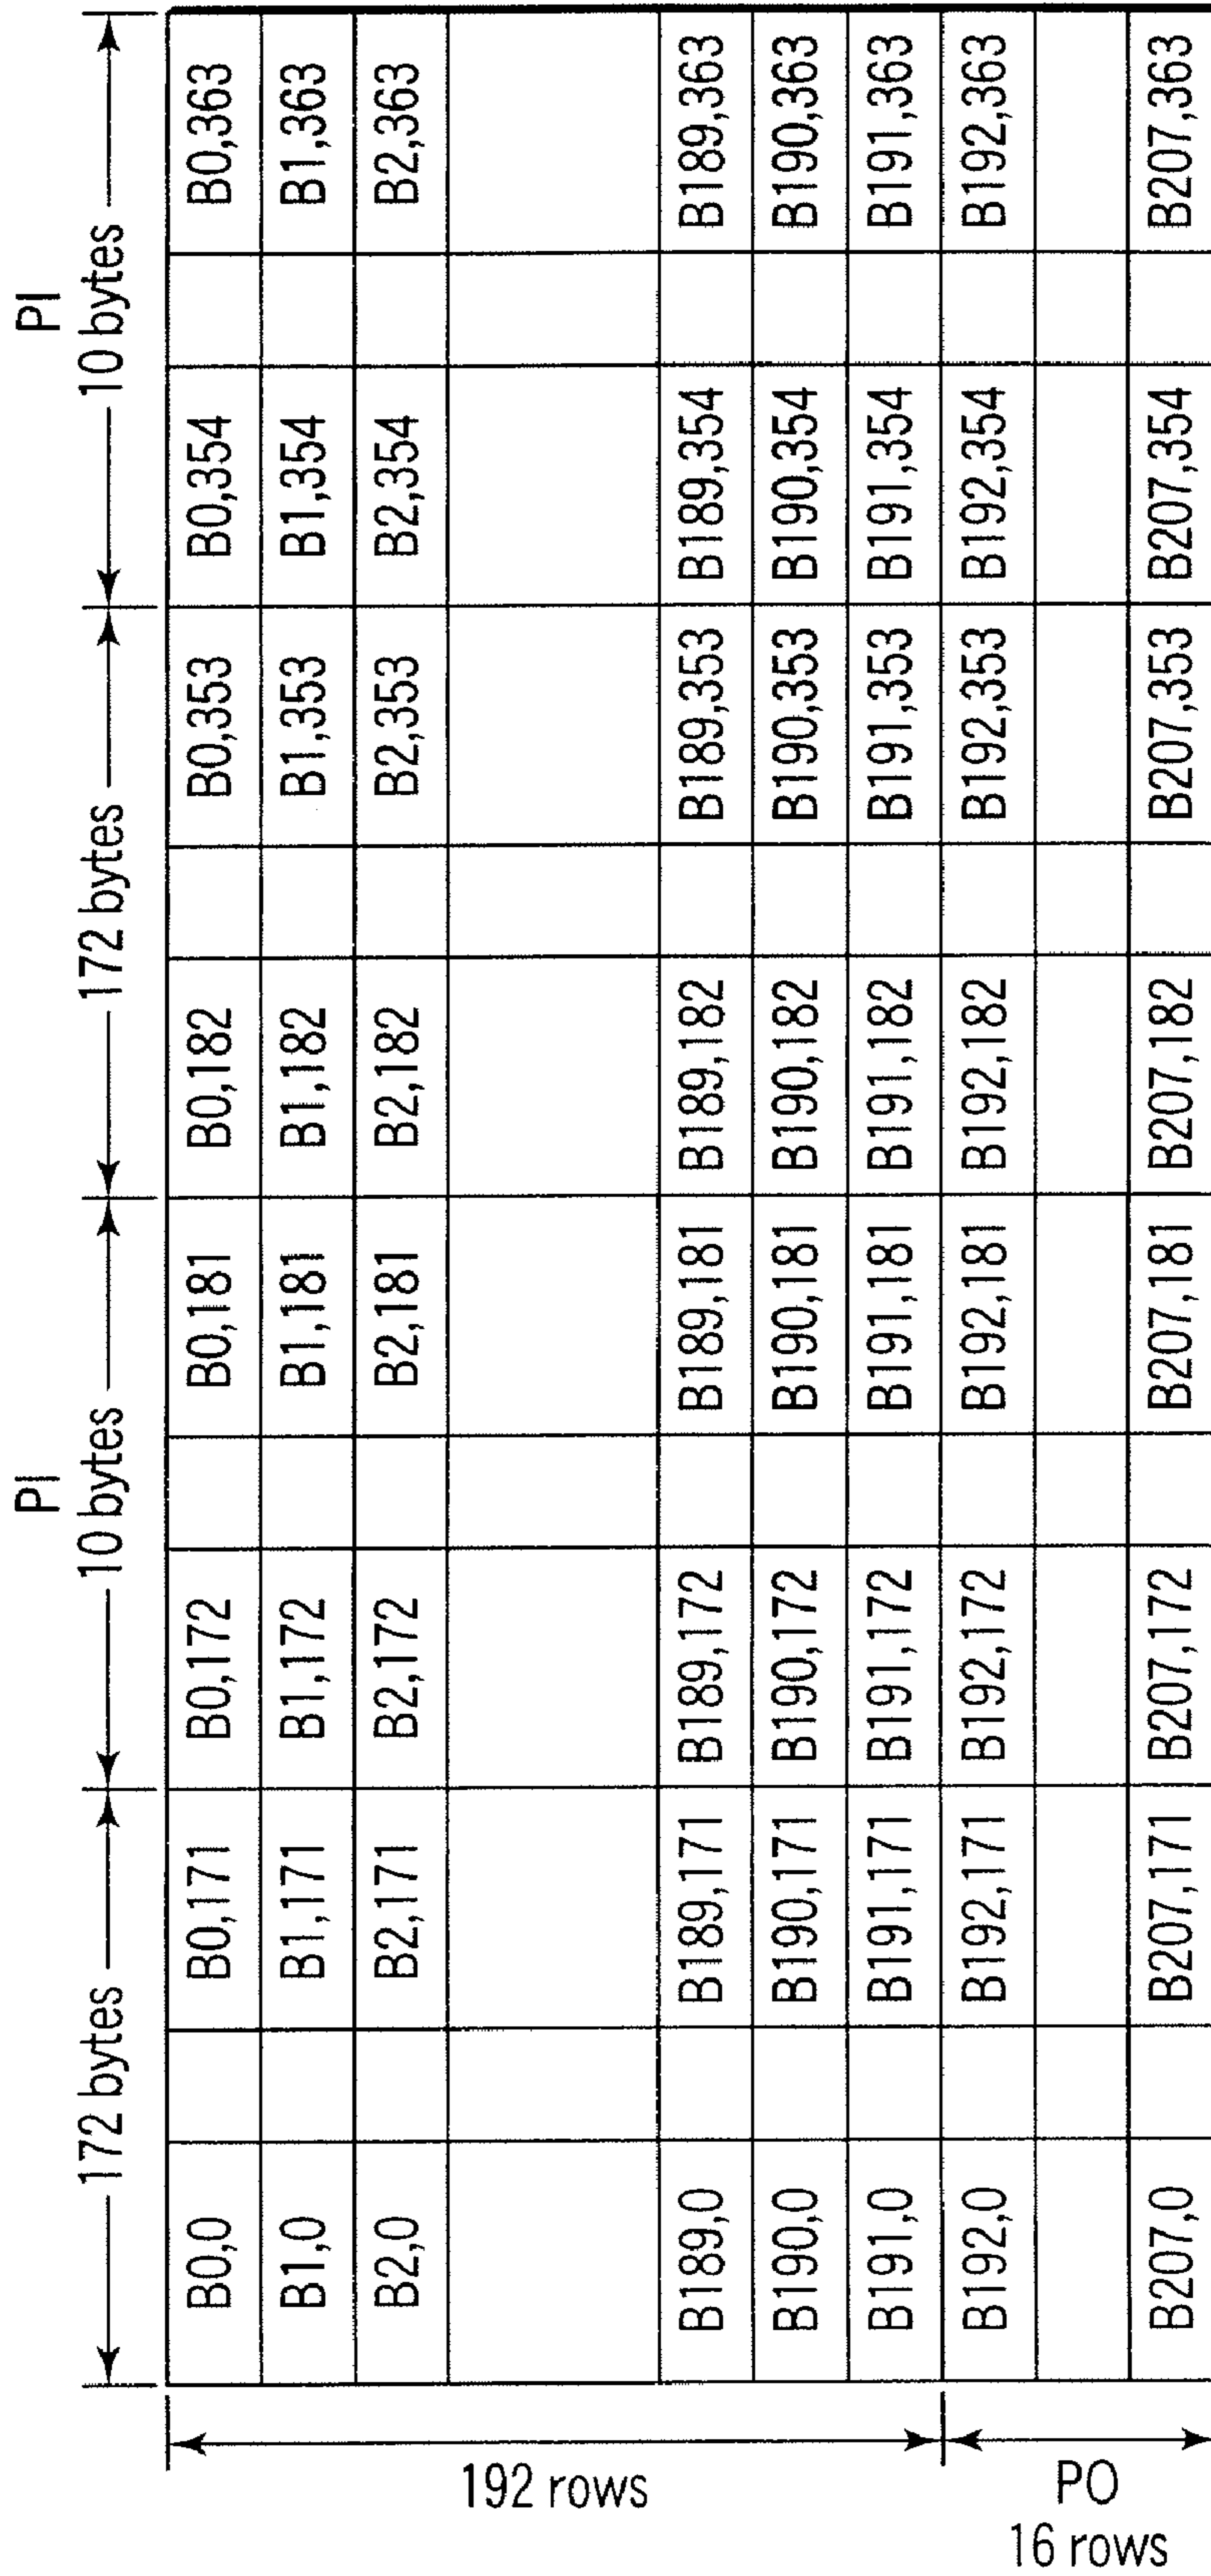 172 bytes PI 10 bytes 172 bytes PI 10 bytes
B0,0 B0,171 B0,172 B0,181 B0,182 B0,353 B0,354 B0,363
B1,0 B1,171 B1,172 B1,181 B1,182 B1,353 B1,354 B1,363
B2,0 B2,171 B2,172 B2,181 B2,182 B2,353 B2,354 B2,363
B189,0 B189,171 B189,172 B189,181 B189,182 B189,353 B189,354 B189,363
B190,0 B190,171 B190,172 B190,181 B190,182 B190,353 B190,354 B190,363
B191,0 B191,171 B191,172 B191,181 B191,182 B191,353 B191,354 B191,363
B192,0 B192,171 B192,172 B192,181 B192,182 B192,353 B192,354 B192,363
B207,0 B207,171 B207,172 B207,181 B207,182 B207,353 B207,354 B207,363
192 rows
PO
16 rows